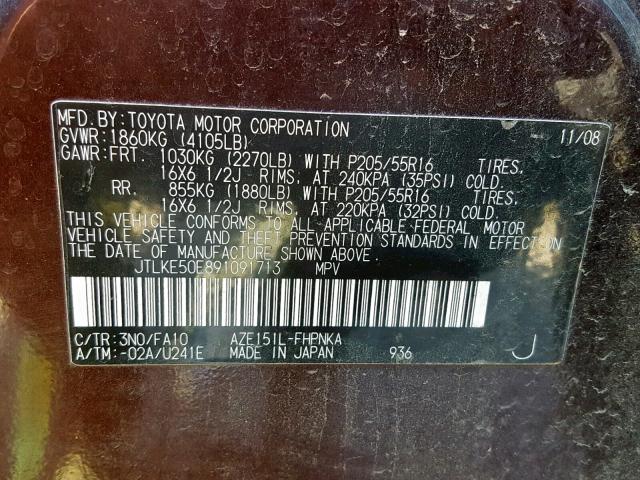 MFD.BY:TOYOTA MOTOR CORPORATION 11/08
GVWR:1860KG (4105LB)
GAWR:FRT. 1030KG (2270LB) WITH P205/55R16 TIRES,
16X6 1/2J RIMS, AT 240KPA (35PSI) COLD.
RR. 855KG (1880LB) WITH P205/55R16 TIRES,
16X6 1/2J RIMS, AT 220KPA (32PSI) COLD.
THIS VEHICLE CONFORMS TO ALL APPLICABLE FEDERAL MOTOR
VEHICLE SAFETY AND THEFT PREVENTION STANDARDS IN EFFECT ON
THE DATE OF MANUFACTURE SHOWN ABOVE.
JTLKE50E891091713 MPV
C/TR:3N0/FA10 AZE151L-FHPNKA
A/TM:-02A/U241E MADE IN JAPAN 936 J